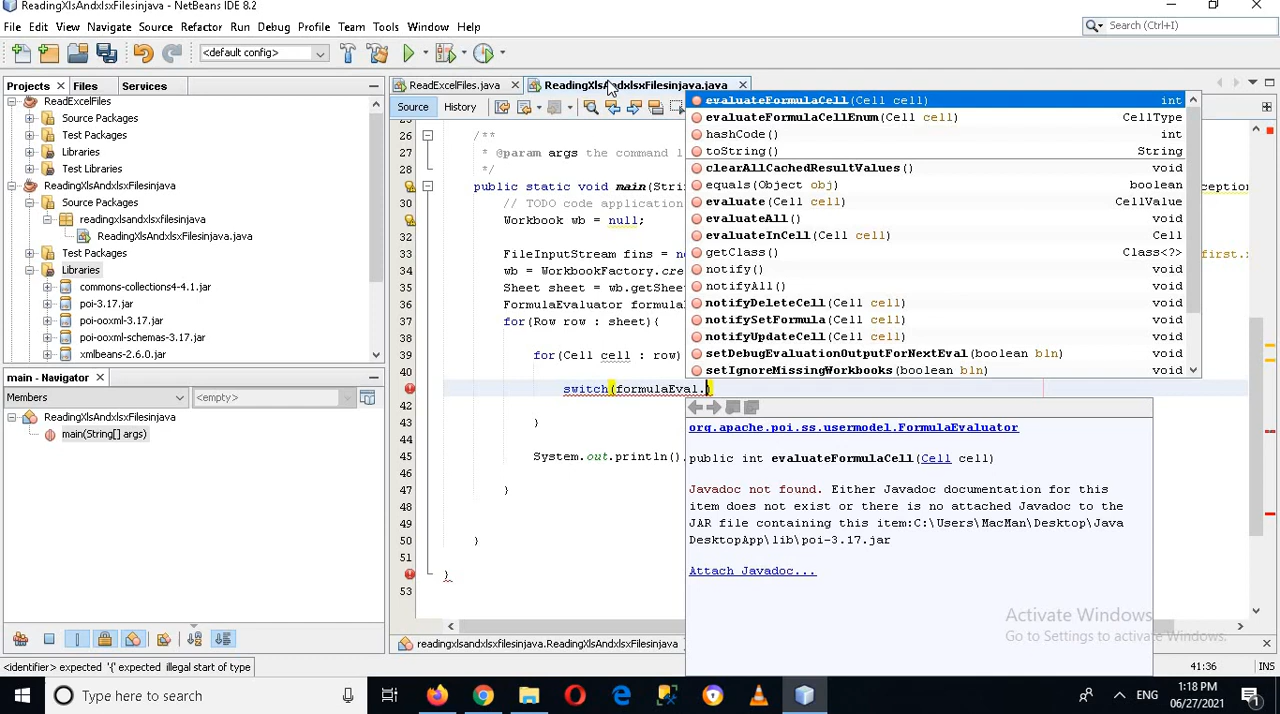 ReadingXlsAndxlsxFilesinjava - NetBeans IDE 8.2
File Edit View Navigate Source Refactor Run Debug Profile Team Tools Window Help
Search (Ctrl+I)
<default config>
Projects Files Services
ReadExcelFiles.java ReadingXlsAndxlsxFilesinjava.java
Source History
ReadExcelFiles
Source Packages
Test Packages
Libraries
Test Libraries
ReadingXlsAndxlsxFilesinjava
Source Packages
readingxlsandxlsxfilesinjava
ReadingXlsAndxlsxFilesinjava.java
Test Packages
Libraries
commons-collections4-4.1.jar
poi-3.17.jar
poi-ooxml-3.17.jar
poi-ooxml-schemas-3.17.jar
xmlbeans-2.6.0.jar
main - Navigator
Members <empty>
ReadingXlsAndxlsxFilesinjava
main(String[] args)
26 /**
27 * @param args the command l
28 */
public static void main(Stri
30 // TODO code application
Workbook wb = null;
32
33 FileInputStream fins = ne
34 wb = WorkbookFactory.cre
35 Sheet sheet = wb.getShee
36 FormulaEvaluator formula
37 for(Row row : sheet){
38
39 for(Cell cell : row)
40
switch(formulaEval.)
42
43 }
44
45 System.out.println().
46
47 }
48
49
50 }
51
}
53
evaluateFormulaCell(Cell cell) int
evaluateFormulaCellEnum(Cell cell) CellType
hashCode() int
toString() String
clearAllCachedResultValues() void
equals(Object obj) boolean
evaluate(Cell cell) CellValue
evaluateAll() void
evaluateInCell(Cell cell) Cell
getClass() Class<?>
notify() void
notifyAll() void
notifyDeleteCell(Cell cell) void
notifySetFormula(Cell cell) void
notifyUpdateCell(Cell cell) void
setDebugEvaluationOutputForNextEval(boolean bln) void
setIgnoreMissingWorkbooks(boolean bln) void
org.apache.poi.ss.usermodel.FormulaEvaluator
public int evaluateFormulaCell(Cell cell)
Javadoc not found. Either Javadoc documentation for this
item does not exist or there is no attached Javadoc to the
JAR file containing this item:C:\Users\MacMan\Desktop\Java
DesktopApp\lib\poi-3.17.jar
Attach Javadoc...
Activate Windows
Go to Settings to activate Windows.
readingxlsandxlsxfilesinjava.ReadingXlsAndxlsxFilesinjava
<identifier> expected '{' expected illegal start of type
41:36 INS
Type here to search
ENG
1:18 PM
06/27/2021
1